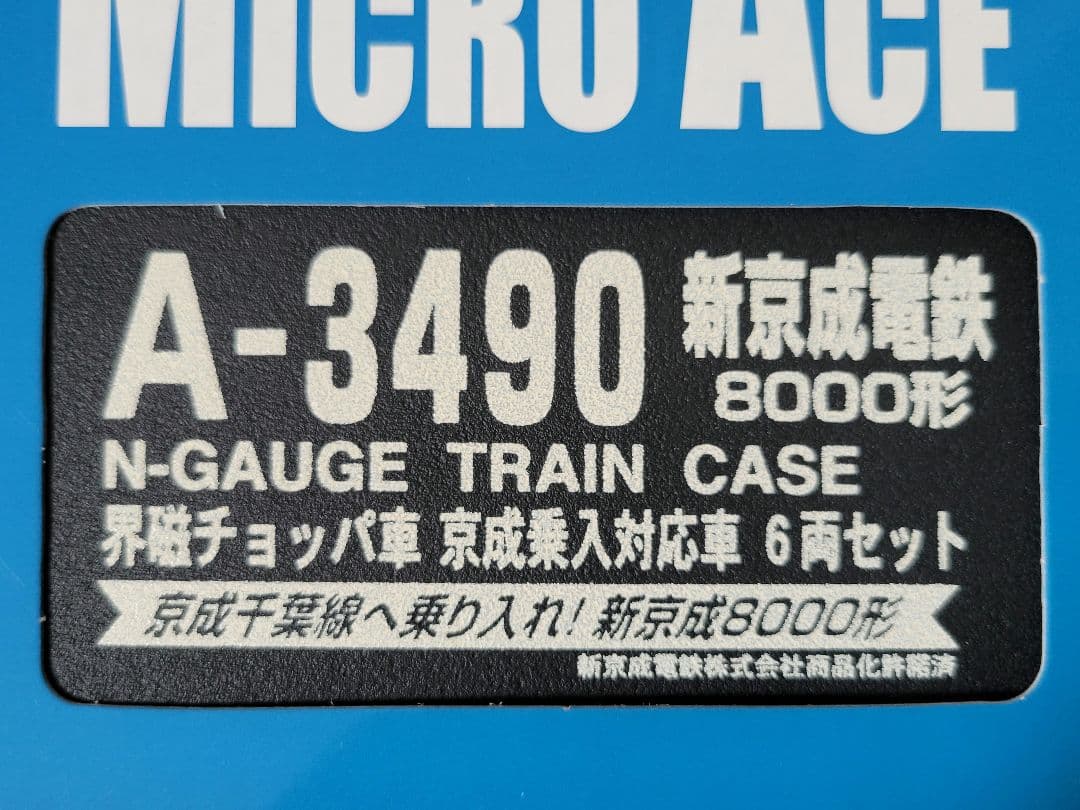 MICRO ACE
A-3490
新京成電鉄
8000形
N-GAUGE TRAIN CASE
界磁チョッパ車 京成乗入対応車 6両セット
京成千葉線へ乗り入れ! 新京成8000形
新京成電鉄株式会社商品化許諾済